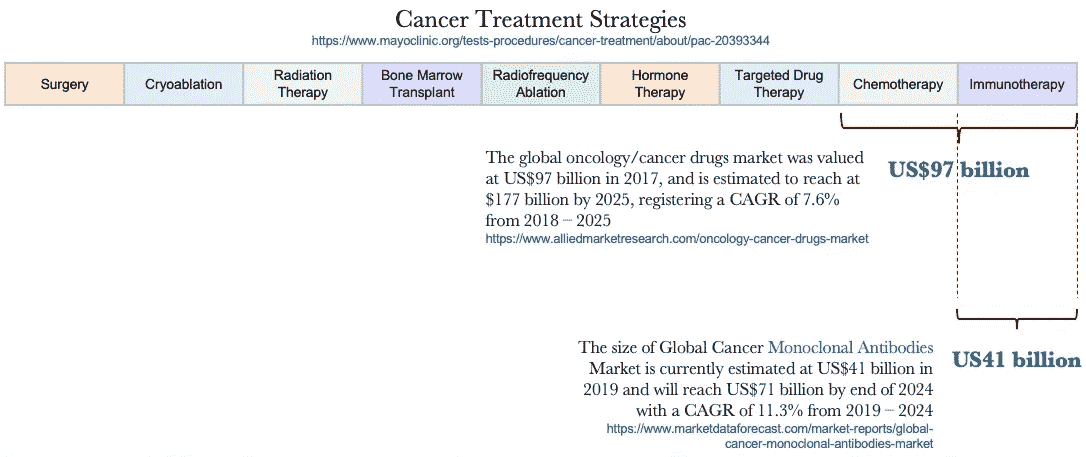 Cancer Treatment Strategies
https://www.mayoclinic.org/tests-procedures/cancer-treatment/about/pac-20393344
Surgery
Cryoablation
Radiation
Therapy
Bone Marrow
Transplant
Radiofrequency
Ablation
Hormone
Therapy
Targeted Drug
Therapy
Chemotherapy
Immunotherapy
The global oncology/cancer drugs market was valued
at US$97 billion in 2017, and is estimated to reach at
$177 billion by 2025, registering a CAGR of 7.6%
from 2018 – 2025
https://www.alliedmarketresearch.com/oncology-cancer-drugs-market
US$97 billion
The size of Global Cancer Monoclonal Antibodies
Market is currently estimated at US$41 billion in
2019 and will reach US$71 billion by end of 2024
with a CAGR of 11.3% from 2019 – 2024
https://www.marketdataforecast.com/market-reports/global-
cancer-monoclonal-antibodies-market
US41 billion